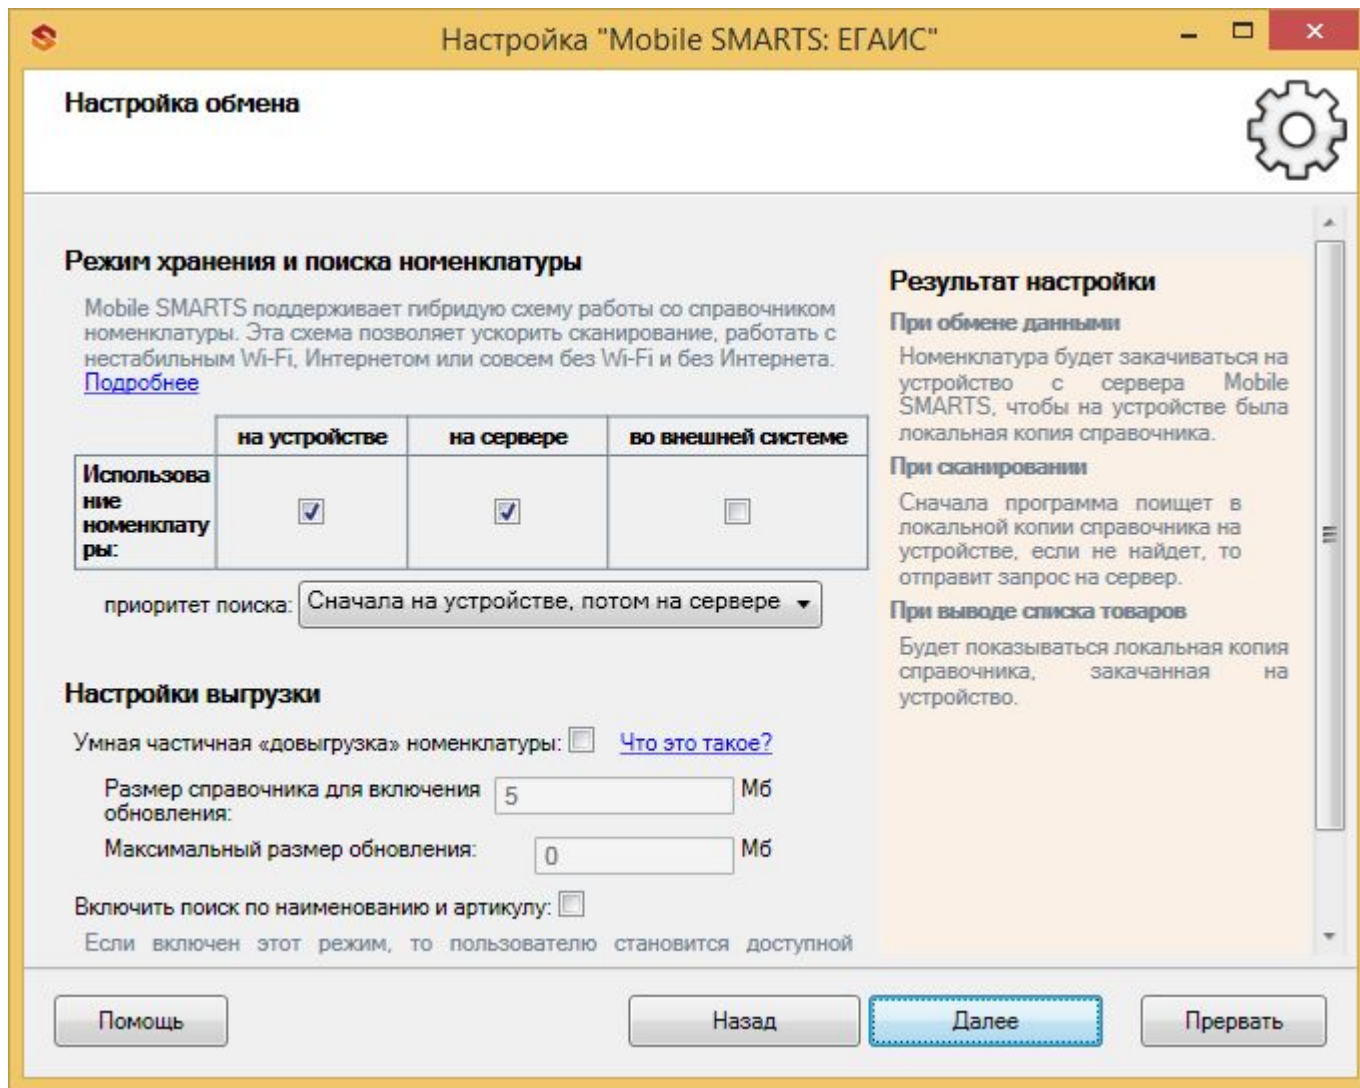 Настройка "Mobile SMARTS: ЕГАИС"
Настройка обмена
Режим хранения и поиска номенклатуры
Mobile SMARTS поддерживает гибридую схему работы со справочником
номенклатуры. Эта схема позволяет ускорить сканирование, работать с
нестабильным Wi-Fi, Интернетом или совсем без Wi-Fi и без Интернета.
Подробнее
на устройстве на сервере во внешней системе
Использова
ние
номенклату
ры:
приоритет поиска: Сначала на устройстве, потом на сервере
Настройки выгрузки
Умная частичная «довыгрузка» номенклатуры: Что это такое?
Размер справочника для включения
обновления: 5 Мб
Максимальный размер обновления: 0 Мб
Включить поиск по наименованию и артикулу:
Если включен этот режим, то пользователю становится доступной
Результат настройки
При обмене данными
Номенклатура будет закачиваться на
устройство с сервера Mobile
SMARTS, чтобы на устройстве была
локальная копия справочника.
При сканировании
Сначала программа поищет в
локальной копии справочника на
устройстве, если не найдет, то
отправит запрос на сервер.
При выводе списка товаров
Будет показываться локальная копия
справочника, закачанная на
устройство.
Помощь Назад Далее Прервать